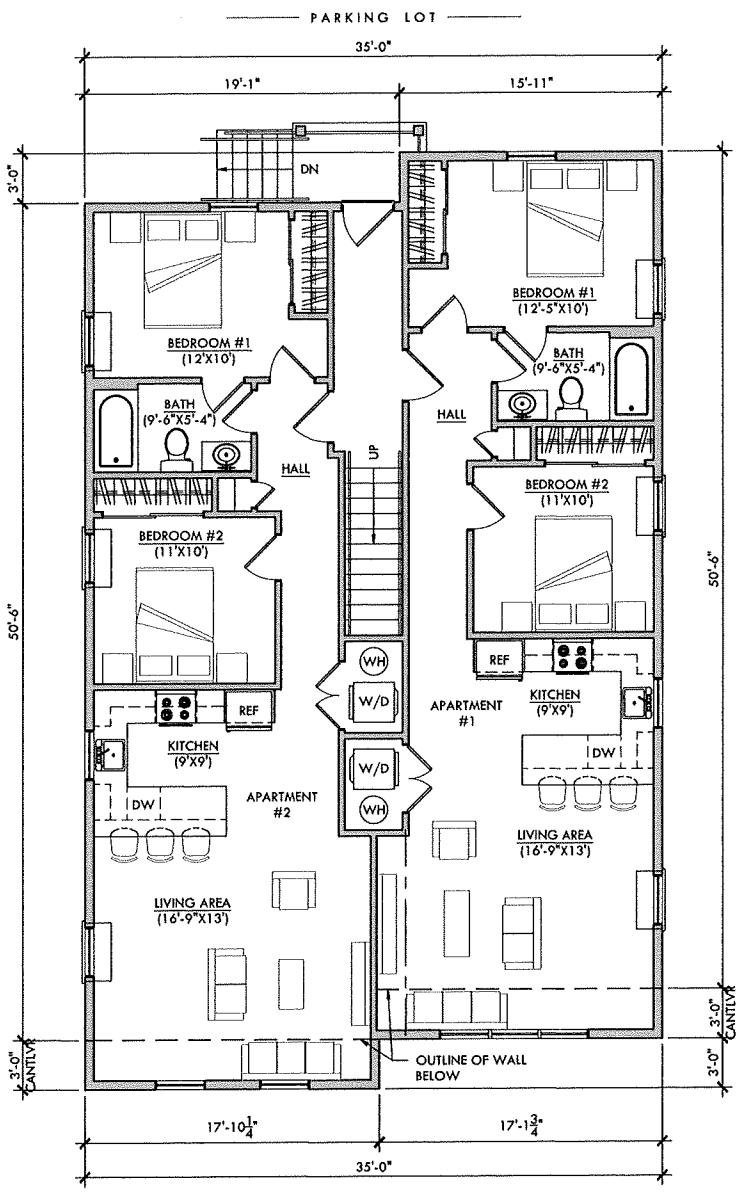 PARKING LOT
35'-0"
19'-1"
15'-11"
3'-0"
DN
BEDROOM #1
(12'-5"X10')
BEDROOM #1
(12'X10')
BATH
(9'-6"X5'-4")
BATH
(9'-6"X5'-4")
HALL
HALL
UP
BEDROOM #2
(11'X10')
BEDROOM #2
(11'X10')
50'-6"
50'-6"
WH
W/D
REF
KITCHEN
(9'X9')
APARTMENT
#1
DW
REF
KITCHEN
(9'X9')
W/D
WH
DW
APARTMENT
#2
LIVING AREA
(16'-9"X13')
LIVING AREA
(16'-9"X13')
3'-0"
CANTLVR
3'-0"
3'-0"
CANTLVR
OUTLINE OF WALL
BELOW
17'-10 1/4"
17'-1 3/4"
35'-0"